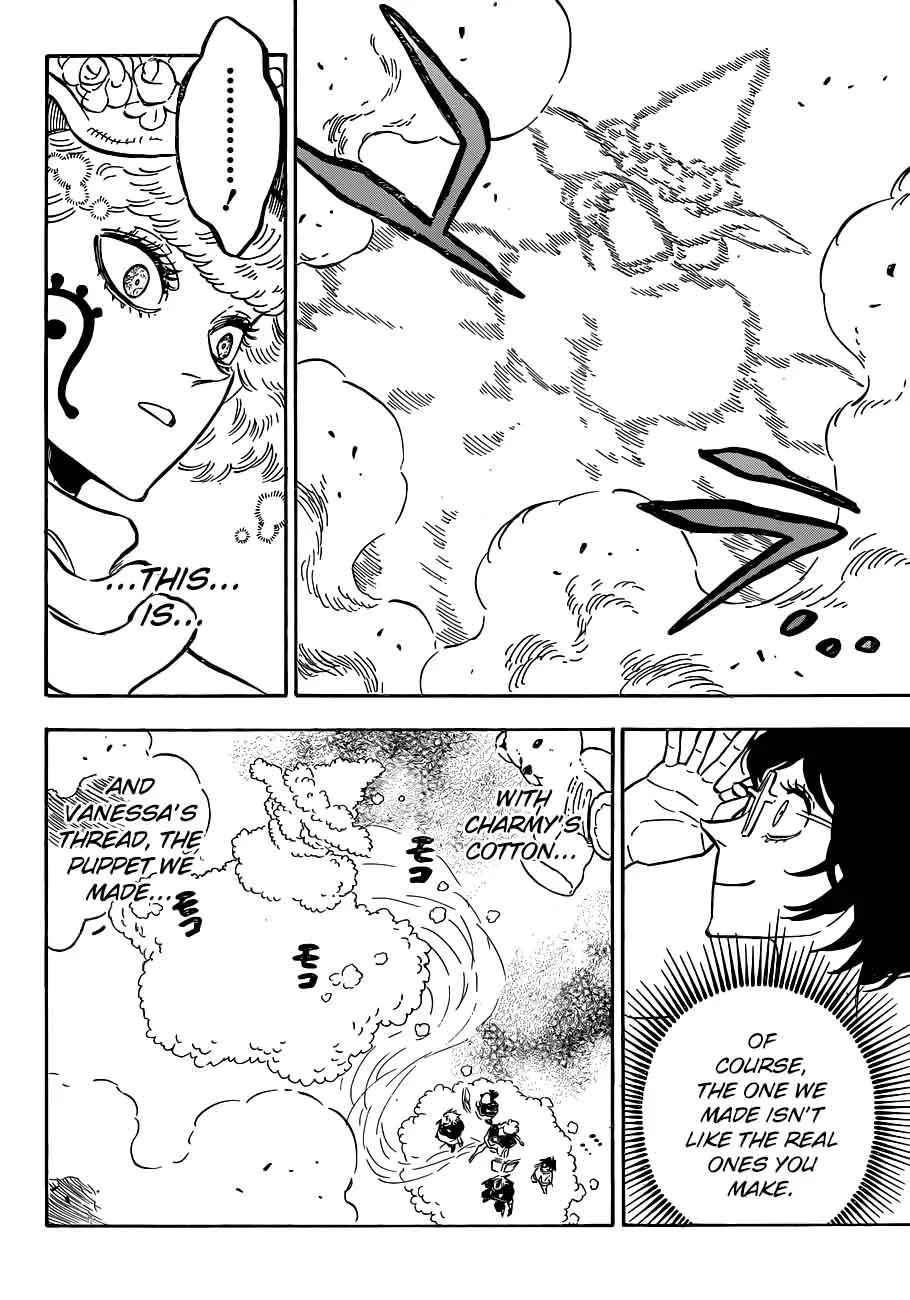 .........!
...THIS...
IS...
OF
COURSE,
THE ONE WE
MADE ISN'T
LIKE THE REAL
ONES YOU
MAKE.
WITH
CHARMY'S
COTTON...
AND
VANESSA'S
THREAD, THE
PUPPET WE
MADE...
モコ
モコ
モコ